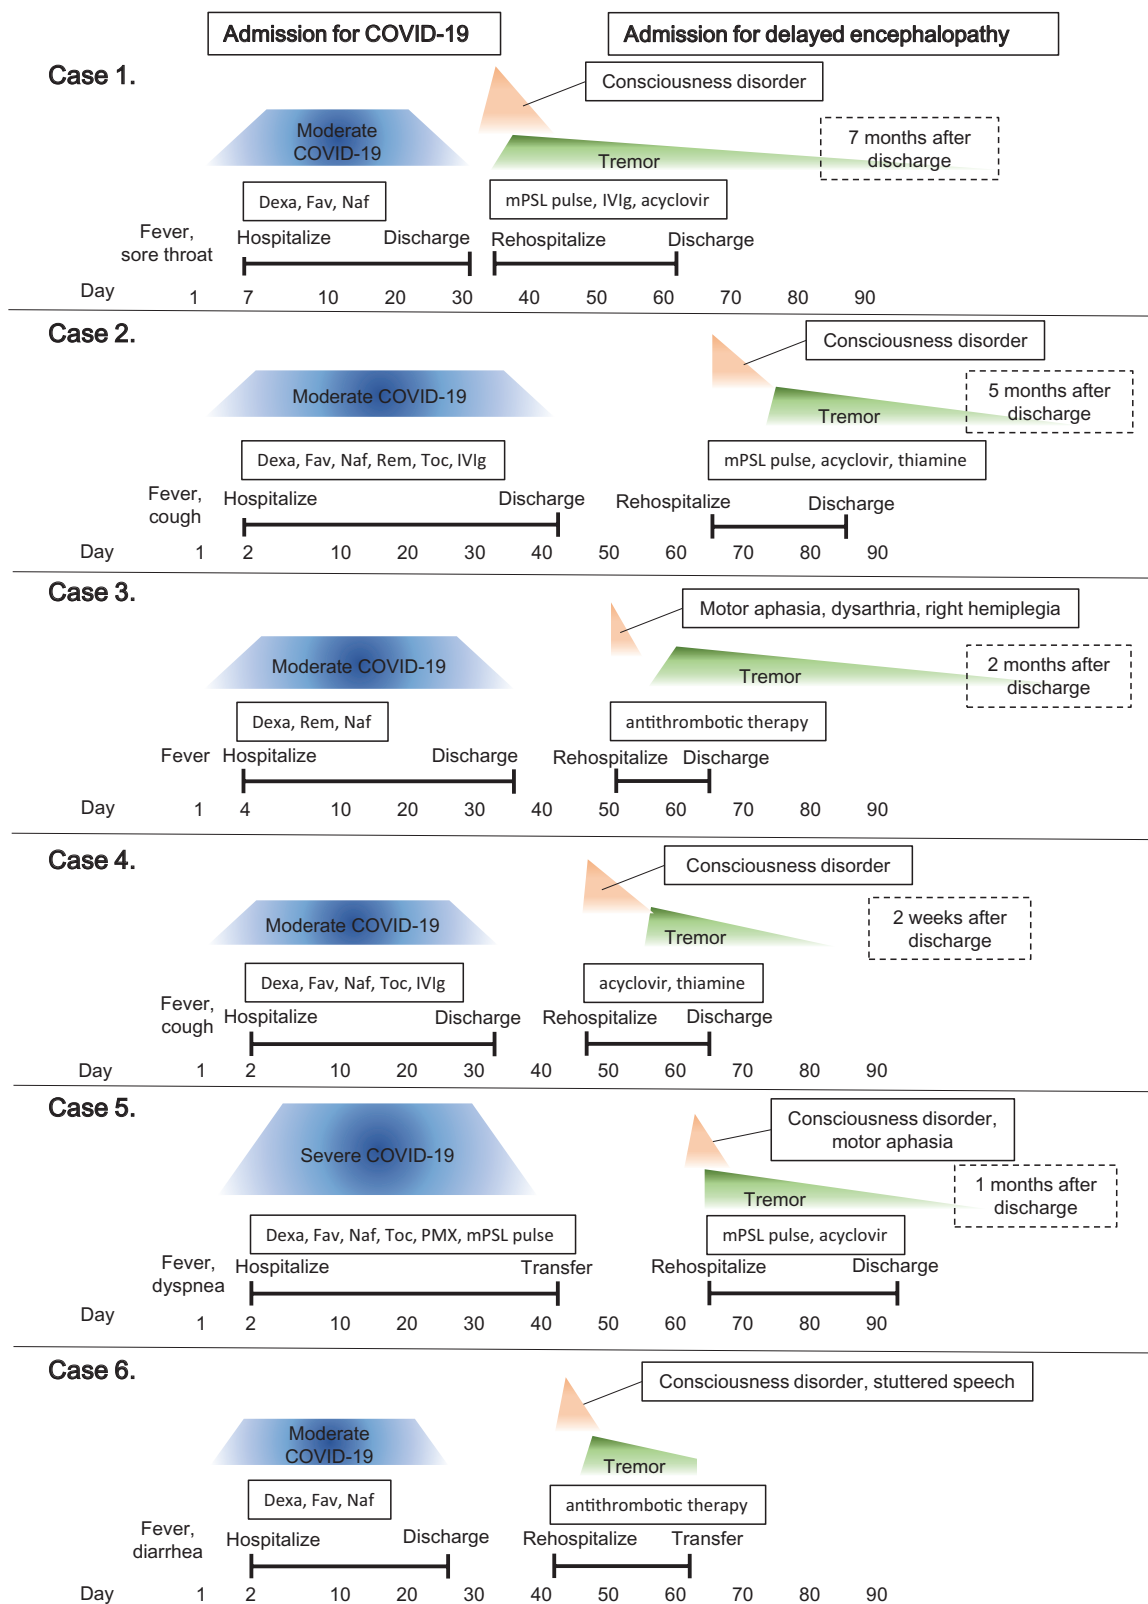 Admission for COVID-19
Admission for delayed encephalopathy
Case 1.
Consciousness disorder
Moderate
COVID-19
7 months after
discharge
Tremor
Dexa, Fav, Naf
mPSL pulse, IVIg, acyclovir
Fever,
sore throat
Hospitalize
Discharge
Rehospitalize
Discharge
Day 1 7 10 20 30 40 50 60 70 80 90
Case 2.
Consciousness disorder
Moderate COVID-19
5 months after
discharge
Tremor
Dexa, Fav, Naf, Rem, Toc, IVIg
mPSL pulse, acyclovir, thiamine
Fever,
cough
Hospitalize
Discharge
Rehospitalize
Discharge
Day 1 2 10 20 30 40 50 60 70 80 90
Case 3.
Motor aphasia, dysarthria, right hemiplegia
Moderate COVID-19
2 months after
discharge
Tremor
Dexa, Rem, Naf
antithrombotic therapy
Fever
Hospitalize
Discharge
Rehospitalize
Discharge
Day 1 4 10 20 30 40 50 60 70 80 90
Case 4.
Consciousness disorder
Moderate COVID-19
2 weeks after
discharge
Tremor
Dexa, Fav, Naf, Toc, IVIg
acyclovir, thiamine
Fever,
cough
Hospitalize
Discharge
Rehospitalize
Discharge
Day 1 2 10 20 30 40 50 60 70 80 90
Case 5.
Consciousness disorder,
motor aphasia
Severe COVID-19
1 months after
discharge
Tremor
Dexa, Fav, Naf, Toc, PMX, mPSL pulse
mPSL pulse, acyclovir
Fever,
dyspnea
Hospitalize
Transfer
Rehospitalize
Discharge
Day 1 2 10 20 30 40 50 60 70 80 90
Case 6.
Consciousness disorder, stuttered speech
Moderate
COVID-19
Tremor
Dexa, Fav, Naf
antithrombotic therapy
Fever,
diarrhea
Hospitalize
Discharge
Rehospitalize
Transfer
Day 1 2 10 20 30 40 50 60 70 80 90